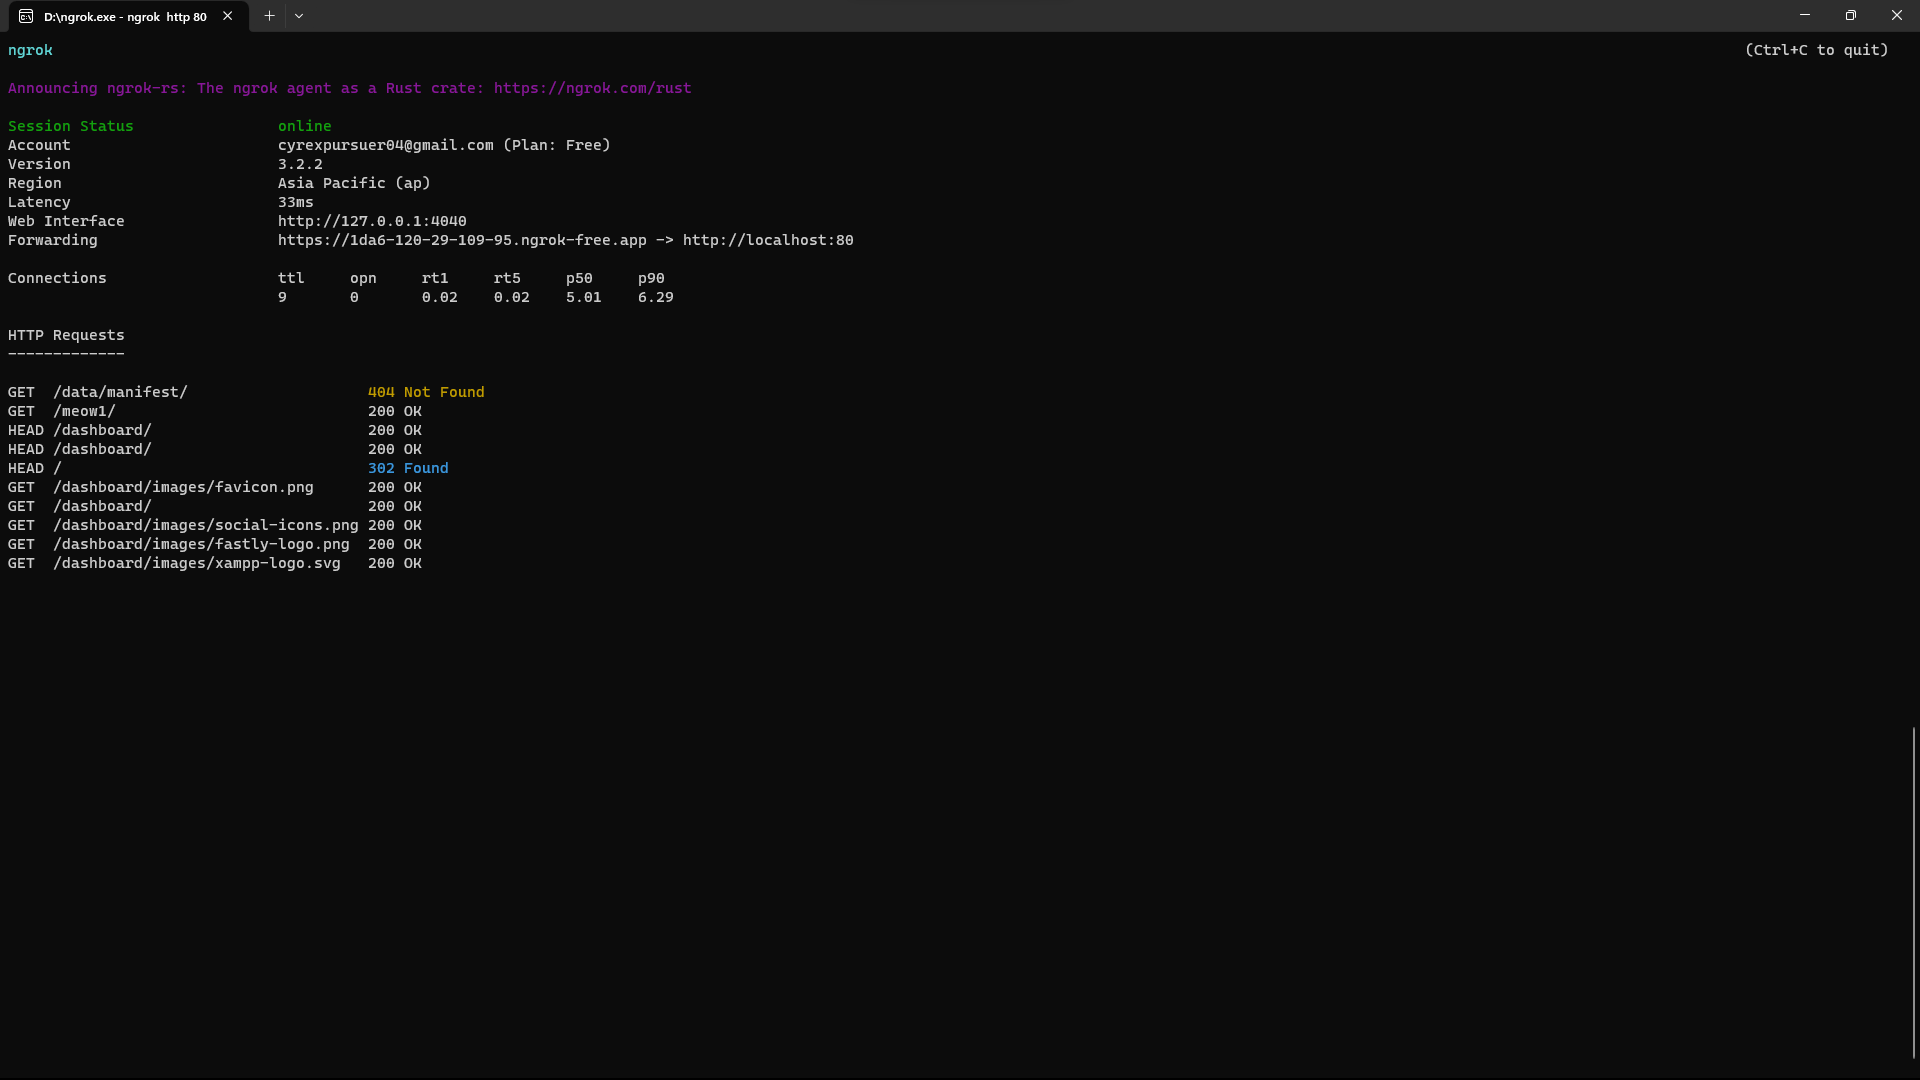 D:\ngrok.exe - ngrok  http 80
ngrok (Ctrl+C to quit)
Announcing ngrok-rs: The ngrok agent as a Rust crate: https://ngrok.com/rust
Session Status online
Account cyrexpursuer04@gmail.com (Plan: Free)
Version 3.2.2
Region Asia Pacific (ap)
Latency 33ms
Web Interface http://127.0.0.1:4040
Forwarding https://1da6-120-29-109-95.ngrok-free.app -> http://localhost:80
Connections ttl opn rt1 rt5 p50 p90
9 0 0.02 0.02 5.01 6.29
HTTP Requests
-------------
GET /data/manifest/ 404 Not Found
GET /meow1/ 200 OK
HEAD /dashboard/ 200 OK
HEAD /dashboard/ 200 OK
HEAD / 302 Found
GET /dashboard/images/favicon.png 200 OK
GET /dashboard/ 200 OK
GET /dashboard/images/social-icons.png 200 OK
GET /dashboard/images/fastly-logo.png 200 OK
GET /dashboard/images/xampp-logo.svg 200 OK